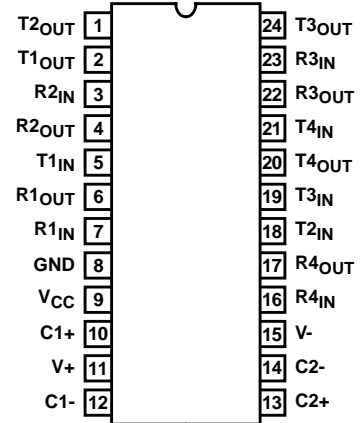 T2OUT 1 24 T3OUT
T1OUT 2 23 R3IN
R2IN 3 22 R3OUT
R2OUT 4 21 T4IN
T1IN 5 20 T4OUT
R1OUT 6 19 T3IN
R1IN 7 18 T2IN
GND 8 17 R4OUT
VCC 9 16 R4IN
C1+ 10 15 V-
V+ 11 14 C2-
C1- 12 13 C2+